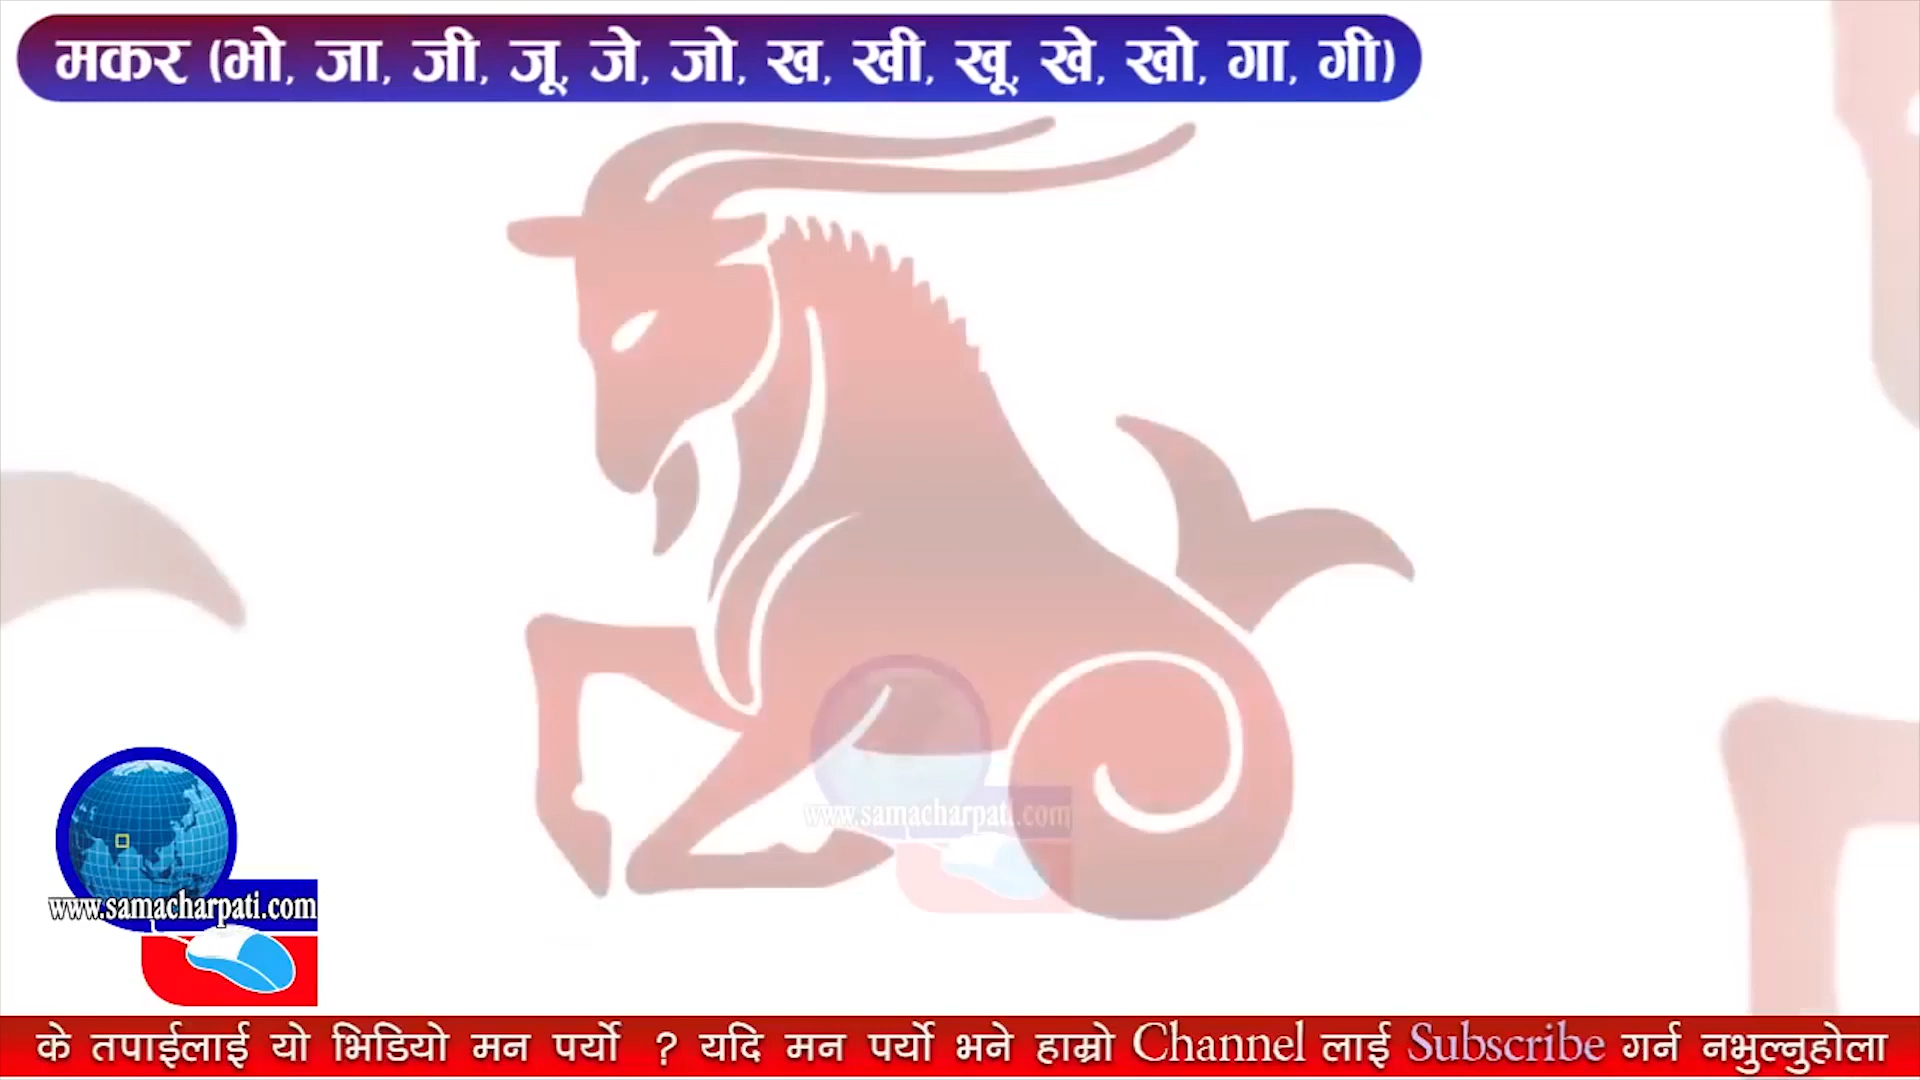 मकर (भो, जा, जी, जू, जे, जो, ख, खी, खू, खे, खो, गा, गी)
www.samacharpati.com
www.samacharpati.com
के तपाईलाई यो भिडियो मन पर्यो ? यदि मन पर्यो भने हाम्रो Channel लाई Subscribe गर्न नभुल्नुहोला